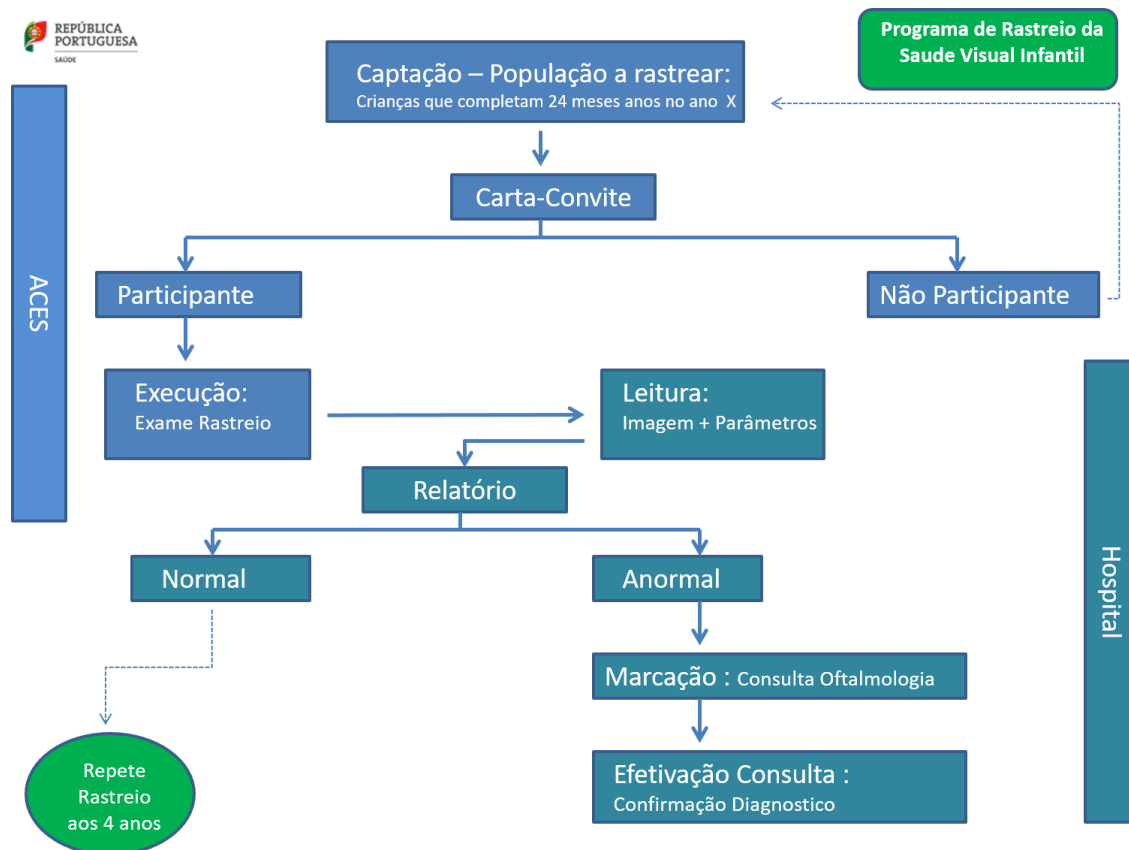 REPÚBLICA
PORTUGUESA
SAÚDE
Programa de Rastreio da
Saude Visual Infantil
Captação – População a rastrear:
Crianças que completam 24 meses anos no ano X
Carta-Convite
ACES
Participante
Não Participante
Execução:
Exame Rastreio
Leitura:
Imagem + Parâmetros
Relatório
Normal
Anormal
Hospital
Marcação : Consulta Oftalmologia
Repete
Rastreio
aos 4 anos
Efetivação Consulta :
Confirmação Diagnostico